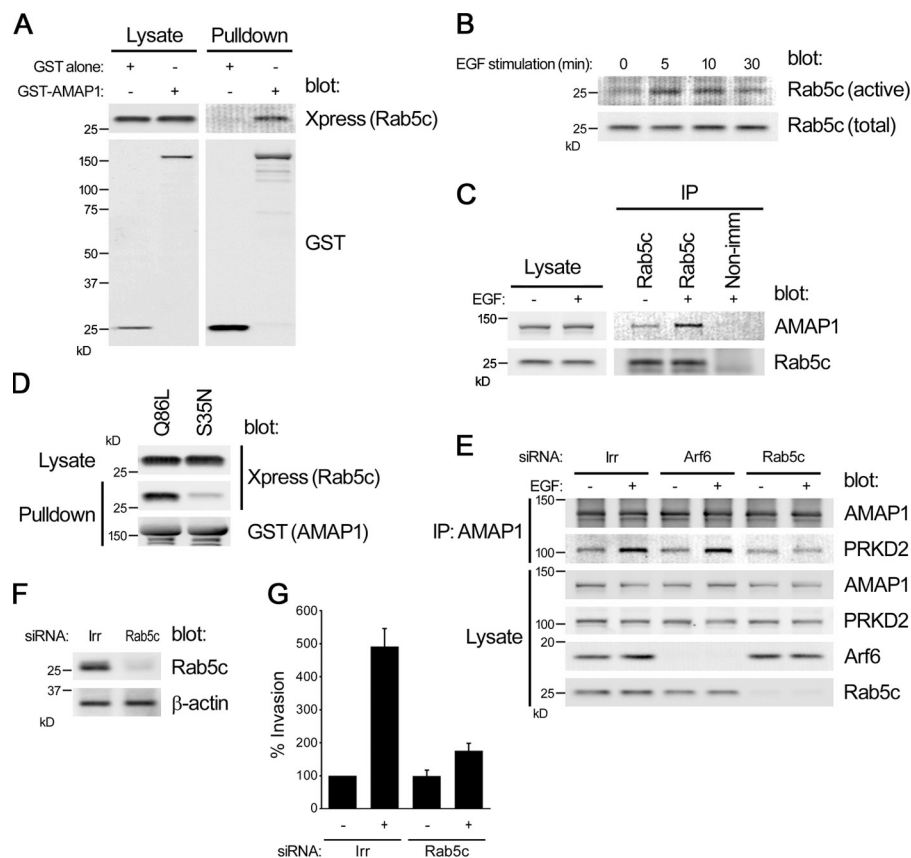 A
Lysate Pulldown
GST alone: + - + -
GST-AMAP1: - + - + blot:
25 Xpress (Rab5c)
150
100
75
50
37
25
kD
GST
B
EGF stimulation (min): 0 5 10 30 blot:
25 Rab5c (active)
25 Rab5c (total)
kD
C
IP
Lysate Rab5c Rab5c Non-imm
EGF: - + - + + blot:
150 AMAP1
25 Rab5c
kD
D
Q86L S35N blot:
kD
Lysate 25 Xpress (Rab5c)
Pulldown 25
150 GST (AMAP1)
E
siRNA: Irr Arf6 Rab5c
EGF: - + - + - + blot:
IP: AMAP1
150 AMAP1
100 PRKD2
Lysate
150 AMAP1
100 PRKD2
20 Arf6
25 Rab5c
kD
F
siRNA: Irr Rab5c blot:
25 Rab5c
37 β-actin
kD
G
% Invasion
600
500
400
300
200
100
0
- + - +
siRNA: Irr Rab5c